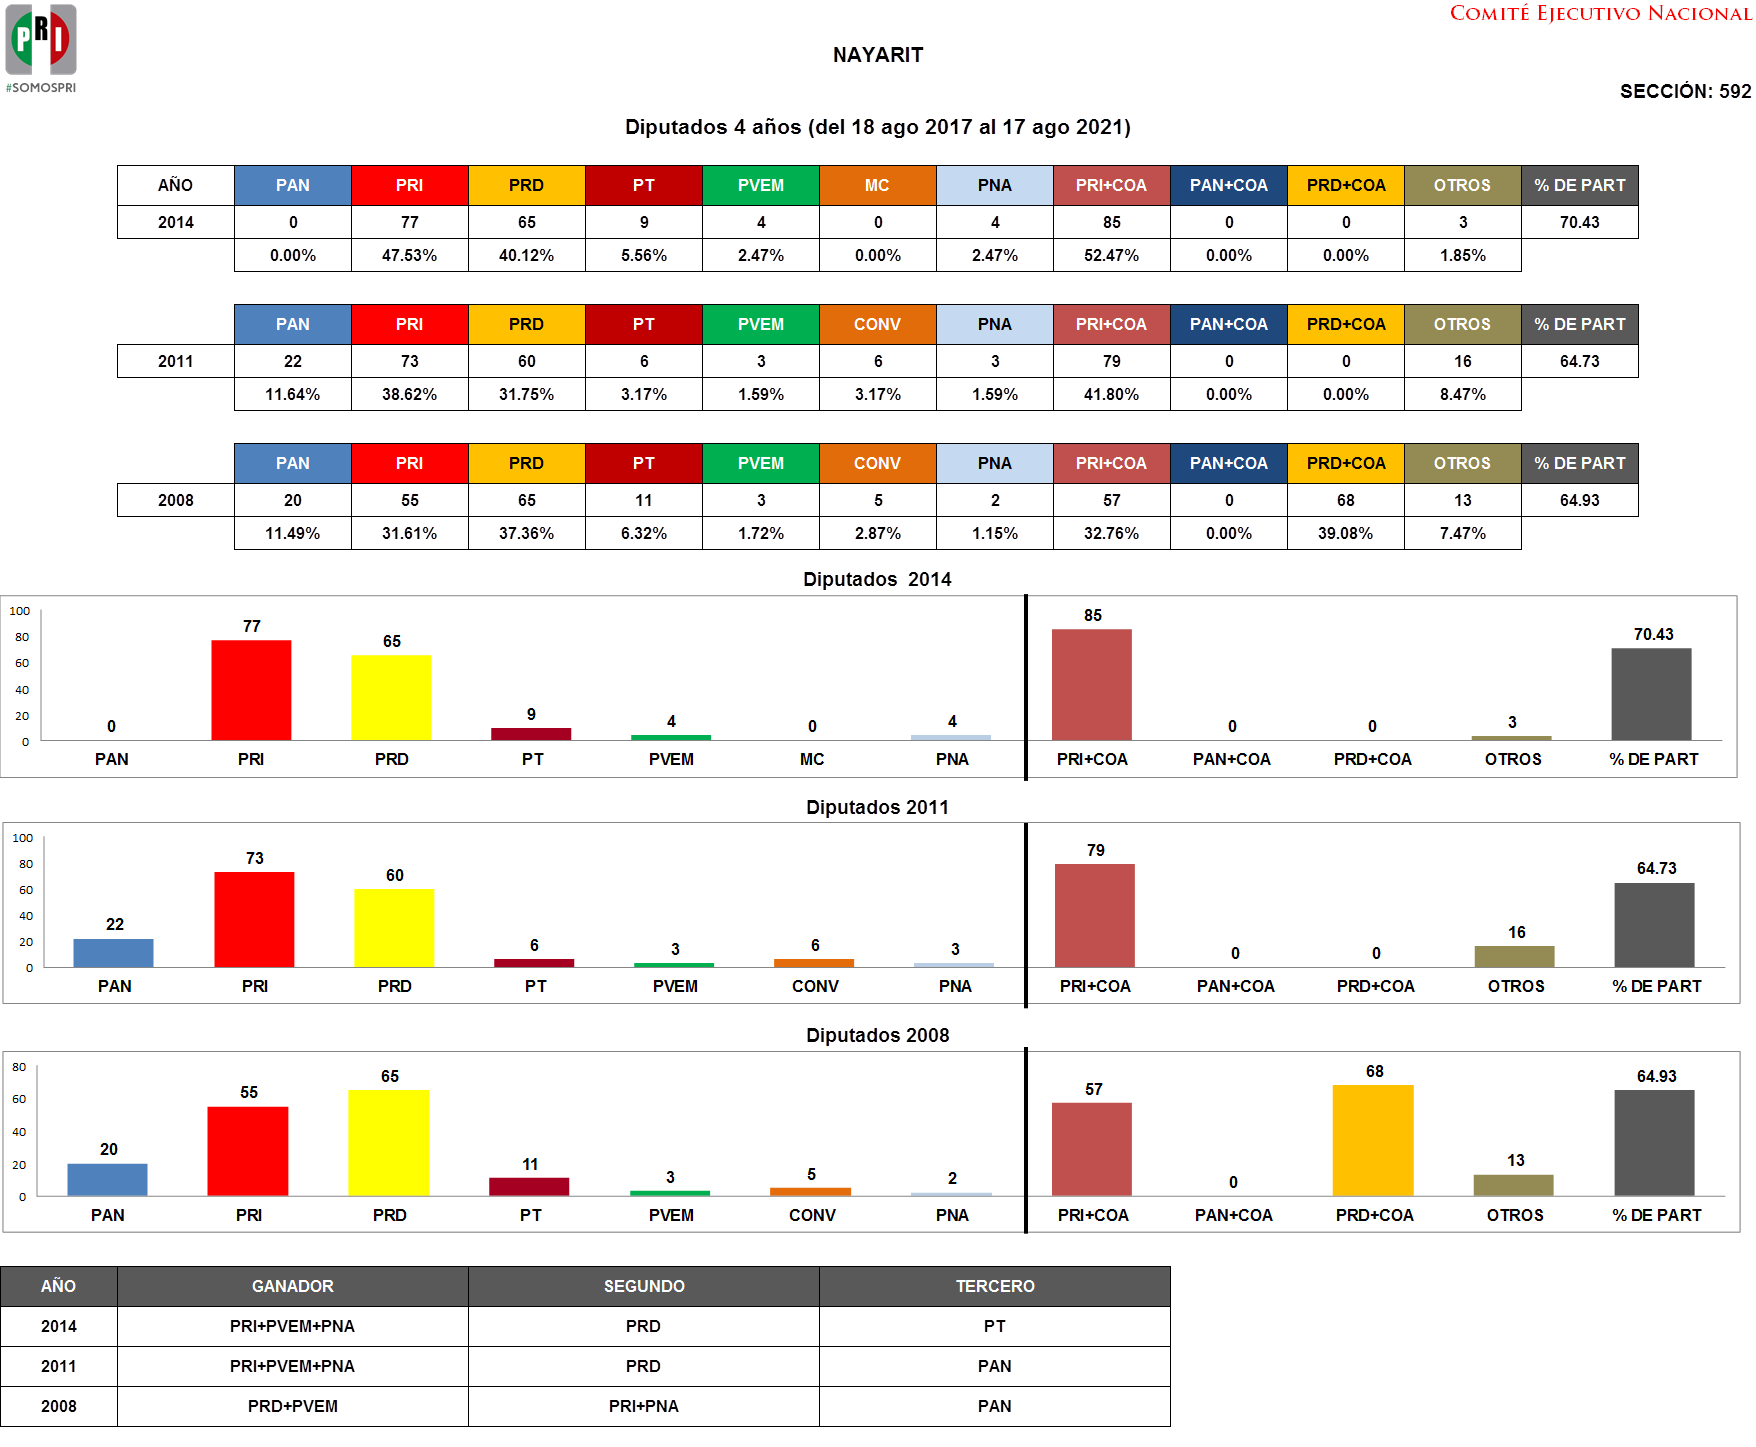 PRI
#SOMOSPRI
COMITÉ EJECUTIVO NACIONAL
NAYARIT
SECCIÓN: 592
Diputados 4 años (del 18 ago 2017 al 17 ago 2021)
AÑO PAN PRI PRD PT PVEM MC PNA PRI+COA PAN+COA PRD+COA OTROS % DE PART
2014 0 77 65 9 4 0 4 85 0 0 3 70.43
0.00% 47.53% 40.12% 5.56% 2.47% 0.00% 2.47% 52.47% 0.00% 0.00% 1.85%
PAN PRI PRD PT PVEM CONV PNA PRI+COA PAN+COA PRD+COA OTROS % DE PART
2011 22 73 60 6 3 6 3 79 0 0 16 64.73
11.64% 38.62% 31.75% 3.17% 1.59% 3.17% 1.59% 41.80% 0.00% 0.00% 8.47%
PAN PRI PRD PT PVEM CONV PNA PRI+COA PAN+COA PRD+COA OTROS % DE PART
2008 20 55 65 11 3 5 2 57 0 68 13 64.93
11.49% 31.61% 37.36% 6.32% 1.72% 2.87% 1.15% 32.76% 0.00% 39.08% 7.47%
Diputados 2014
100
80
60
40
20
0
0 77 65 9 4 0 4 85 0 0 3 70.43
PAN PRI PRD PT PVEM MC PNA PRI+COA PAN+COA PRD+COA OTROS % DE PART
Diputados 2011
100
80
60
40
20
0
22 73 60 6 3 6 3 79 0 0 16 64.73
PAN PRI PRD PT PVEM CONV PNA PRI+COA PAN+COA PRD+COA OTROS % DE PART
Diputados 2008
80
60
40
20
0
20 55 65 11 3 5 2 57 0 68 13 64.93
PAN PRI PRD PT PVEM CONV PNA PRI+COA PAN+COA PRD+COA OTROS % DE PART
AÑO GANADOR SEGUNDO TERCERO
2014 PRI+PVEM+PNA PRD PT
2011 PRI+PVEM+PNA PRD PAN
2008 PRD+PVEM PRI+PNA PAN